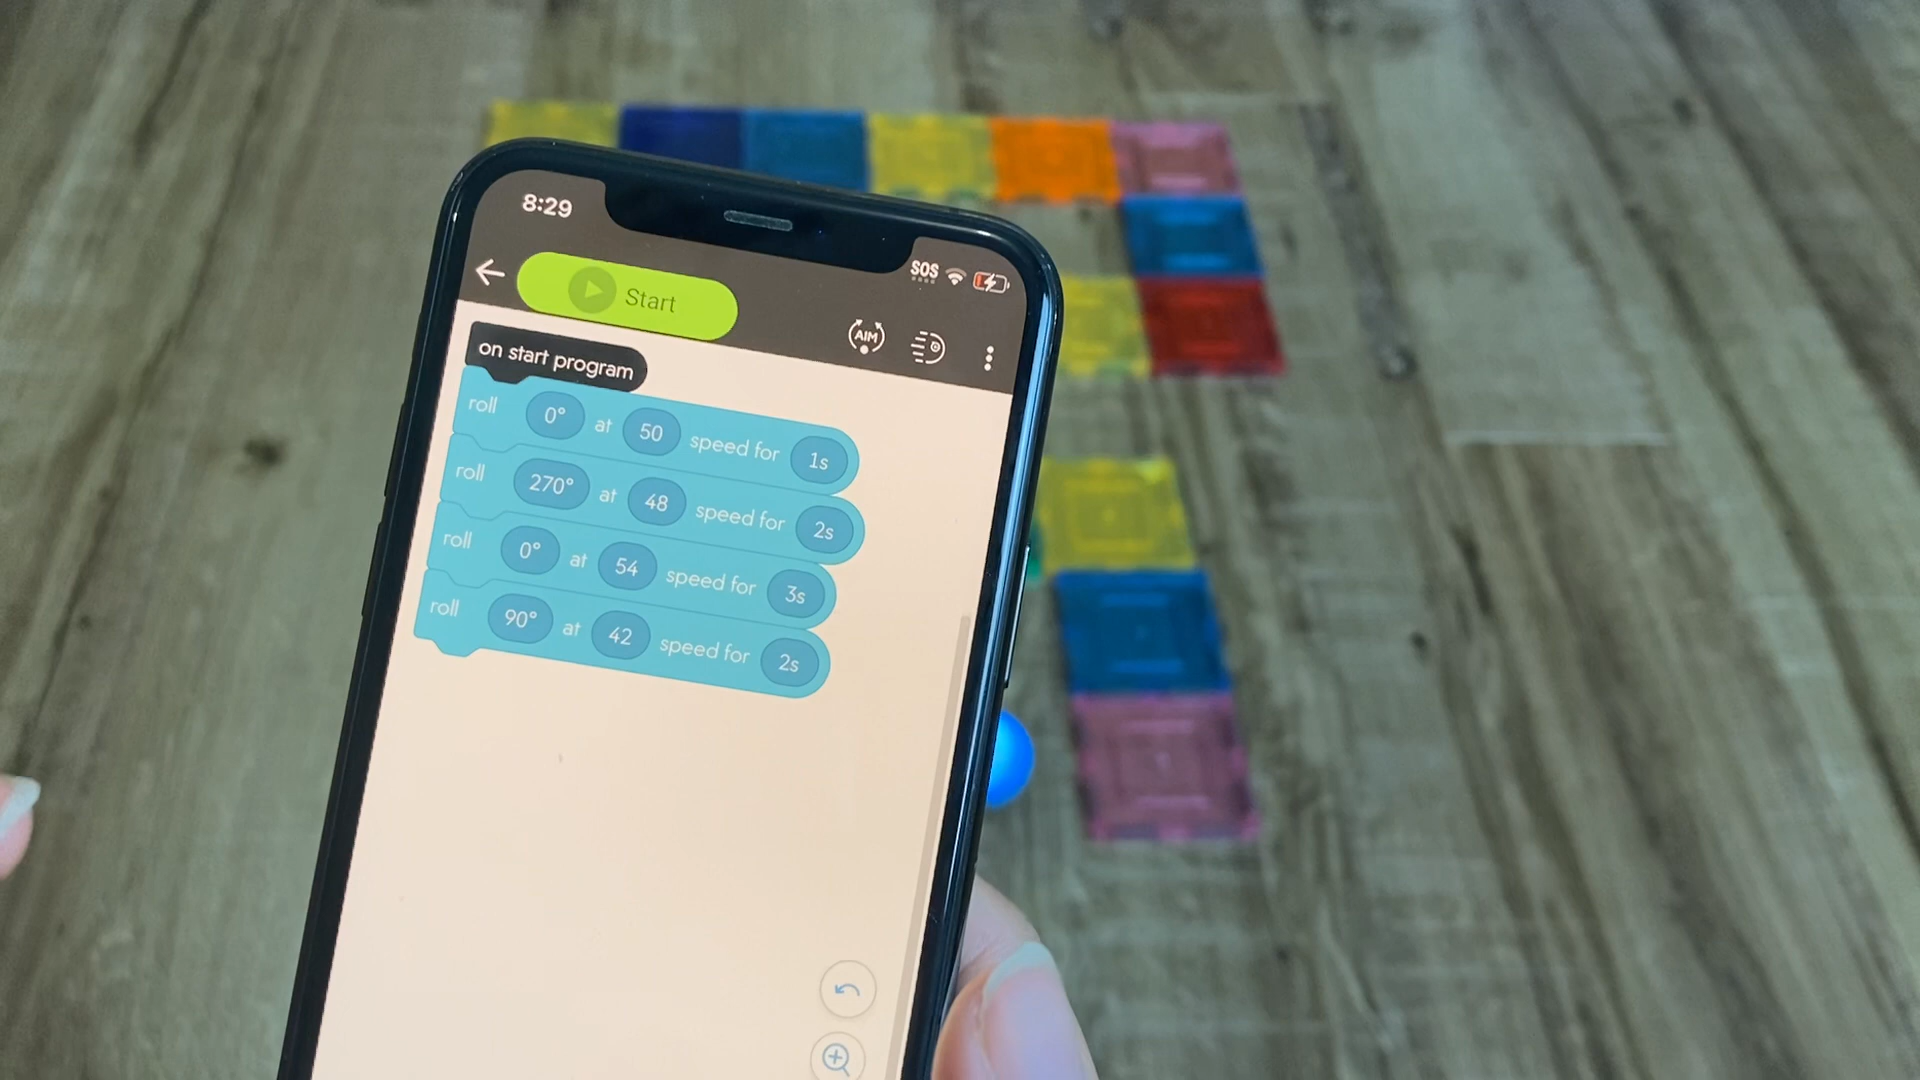 8:29
SOS
Start
AIM
on start program
roll 0° at 50 speed for 1s
roll 270° at 48 speed for 2s
roll 0° at 54 speed for 3s
roll 90° at 42 speed for 2s